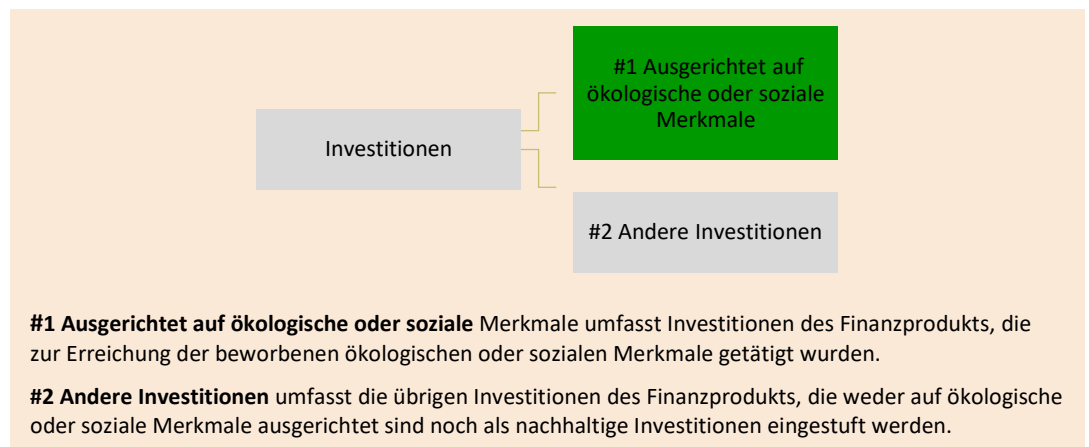 #1 Ausgerichtet auf
ökologische oder soziale
Merkmale
Investitionen
#2 Andere Investitionen
#1 Ausgerichtet auf ökologische oder soziale Merkmale umfasst Investitionen des Finanzprodukts, die
zur Erreichung der beworbenen ökologischen oder sozialen Merkmale getätigt wurden.
#2 Andere Investitionen umfasst die übrigen Investitionen des Finanzprodukts, die weder auf ökologische
oder soziale Merkmale ausgerichtet sind noch als nachhaltige Investitionen eingestuft werden.